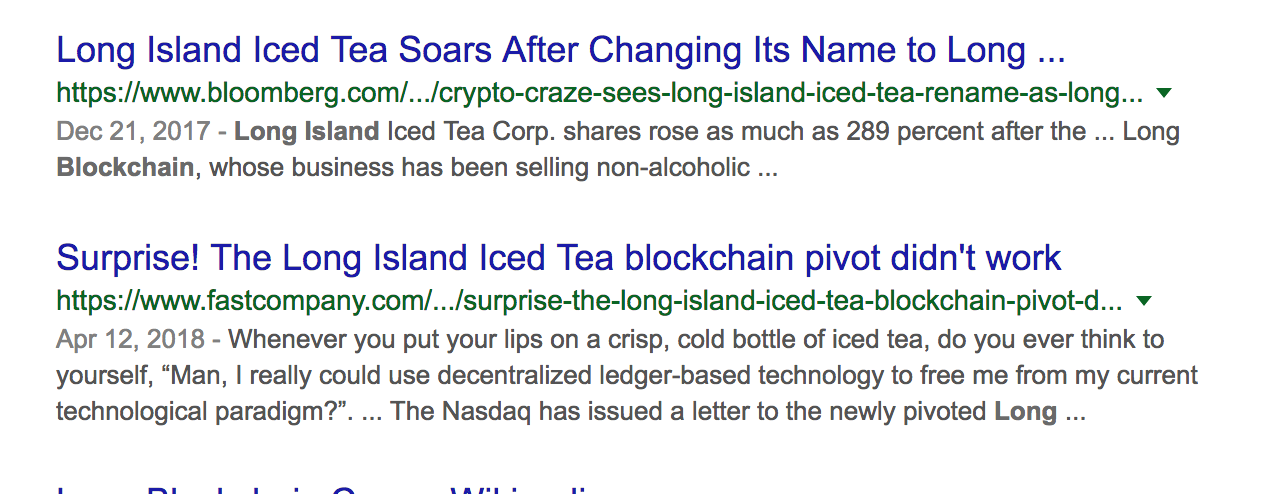 Long Island Iced Tea Soars After Changing Its Name to Long ...
https://www.bloomberg.com/.../crypto-craze-sees-long-island-iced-tea-rename-as-long...
Dec 21, 2017 - Long Island Iced Tea Corp. shares rose as much as 289 percent after the ... Long
Blockchain, whose business has been selling non-alcoholic ...
Surprise! The Long Island Iced Tea blockchain pivot didn't work
https://www.fastcompany.com/.../surprise-the-long-island-iced-tea-blockchain-pivot-d...
Apr 12, 2018 - Whenever you put your lips on a crisp, cold bottle of iced tea, do you ever think to
yourself, “Man, I really could use decentralized ledger-based technology to free me from my current
technological paradigm?”. ... The Nasdaq has issued a letter to the newly pivoted Long ...